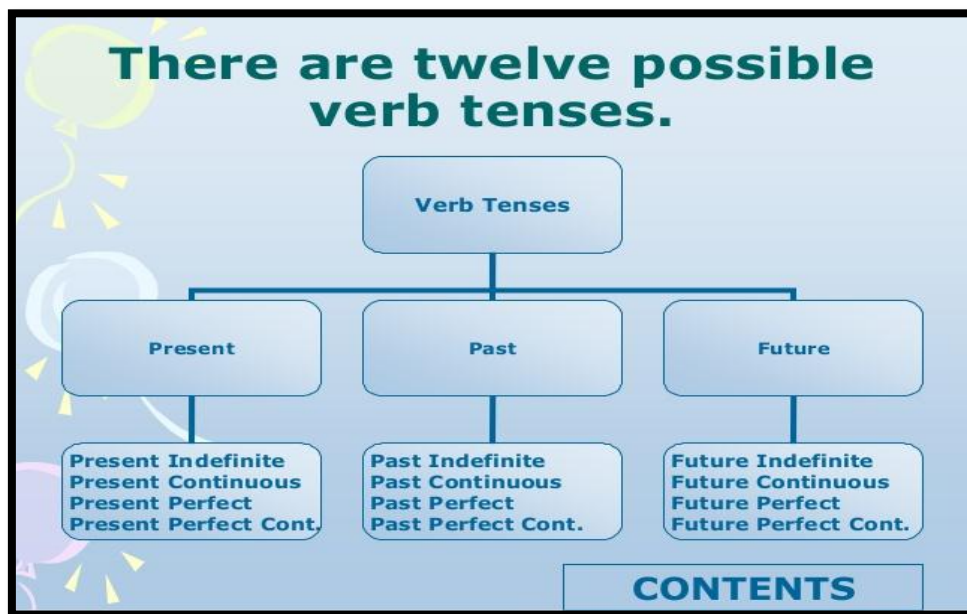 There are twelve possible
verb tenses.
Verb Tenses
Present
Past
Future
Present Indefinite
Present Continuous
Present Perfect
Present Perfect Cont.
Past Indefinite
Past Continuous
Past Perfect
Past Perfect Cont.
Future Indefinite
Future Continuous
Future Perfect
Future Perfect Cont.
CONTENTS